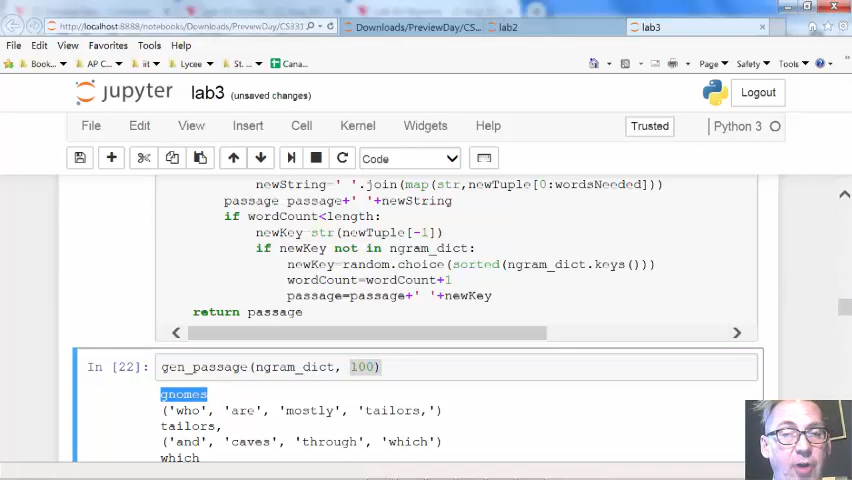 http://localhost:8888/notebooks/Downloads/PreviewDay/CS331
Downloads/PreviewDay/CS...
lab2
lab3
File Edit View Favorites Tools Help
Book... AP C... iit Lycee St. ... Cana...
Page Safety Tools
jupyter lab3 (unsaved changes)
Logout
File Edit View Insert Cell Kernel Widgets Help
Trusted Python 3
Code
newString=' '.join(map(str,newTuple[0:wordsNeeded]))
passage=passage+' '+newString
if wordCount<length:
newKey=str(newTuple[-1])
if newKey not in ngram_dict:
newKey=random.choice(sorted(ngram_dict.keys()))
wordCount=wordCount+1
passage=passage+' '+newKey
return passage
In [22]: gen_passage(ngram_dict, 100)
gnomes
('who', 'are', 'mostly', 'tailors,')
tailors,
('and', 'caves', 'through', 'which')
which